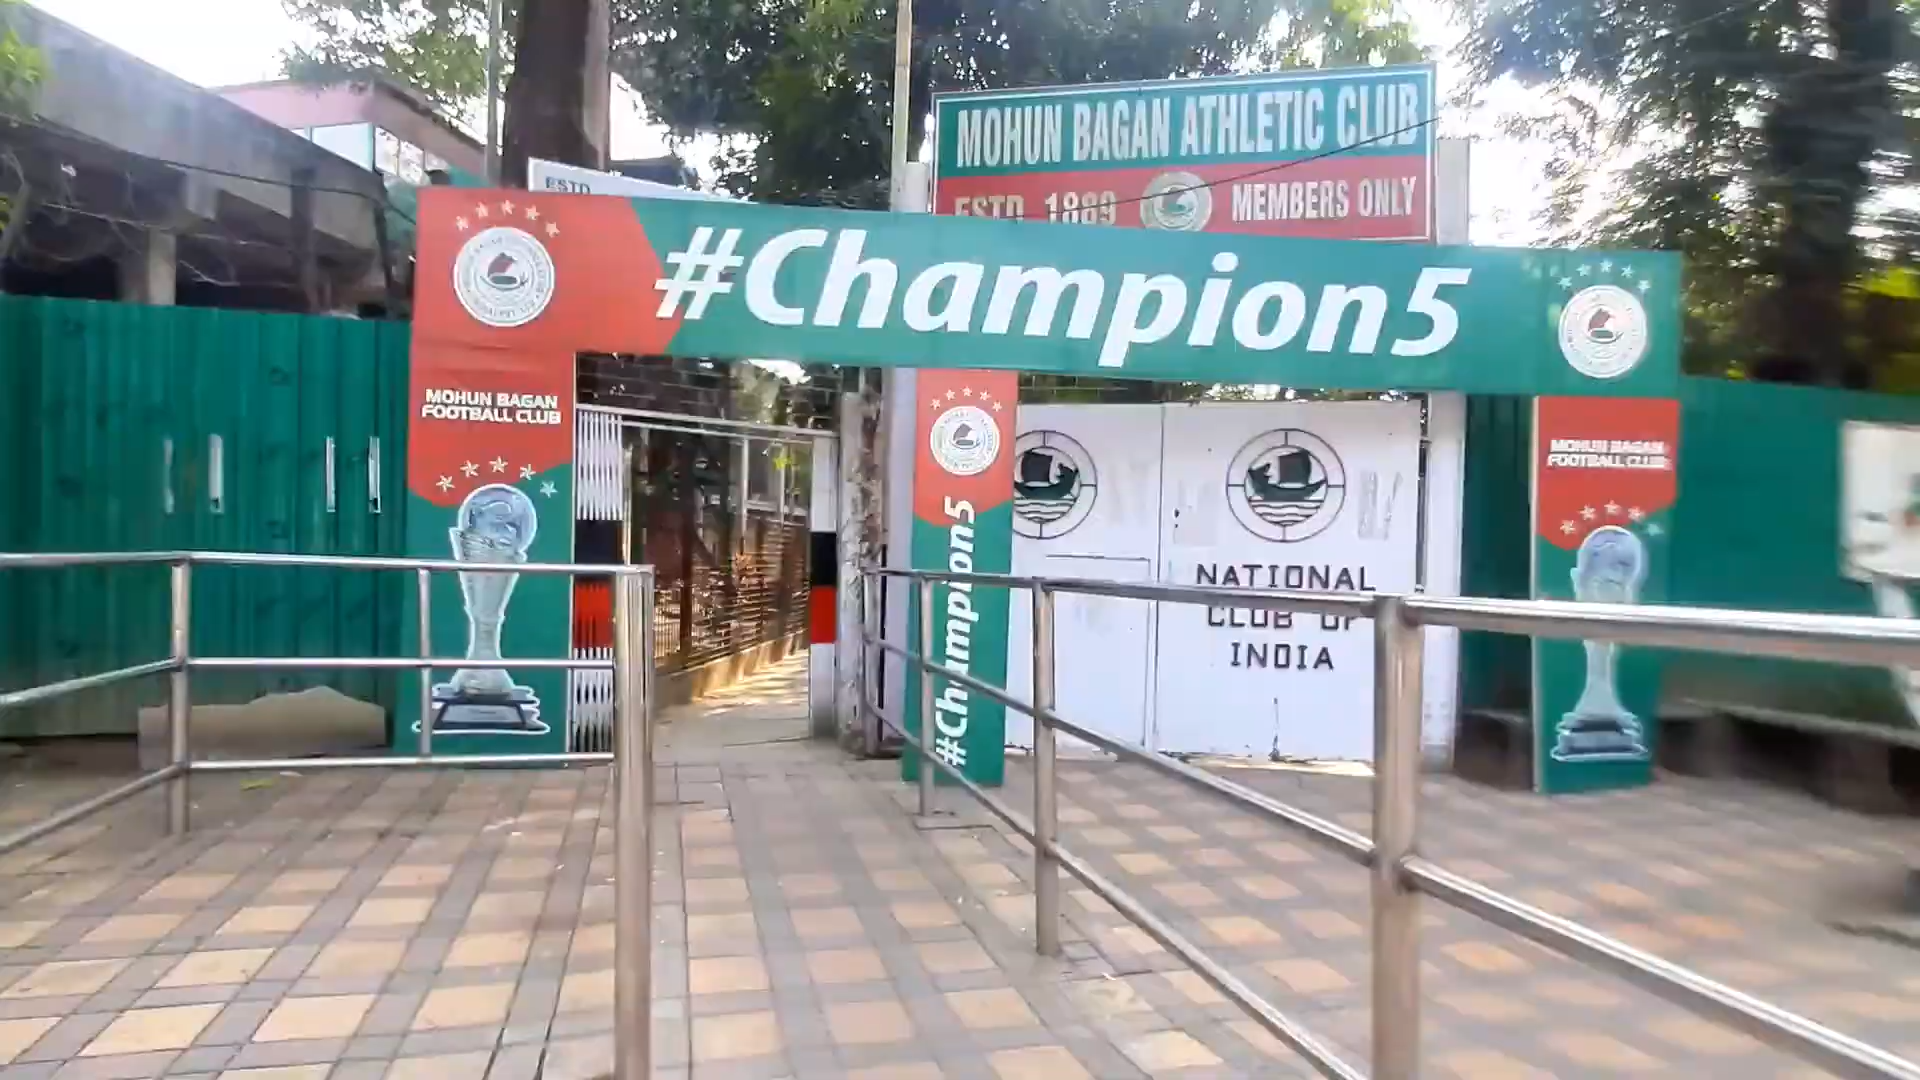 MOHUN BAGAN ATHLETIC CLUB
ESTD. 1889 MEMBERS ONLY
ESTD
#Champion5
MOHUN BAGAN
FOOTBALL CLUB
#Champion5
NATIONAL
CLUB OF
INDIA
MOHUN BAGAN
FOOTBALL CLUB